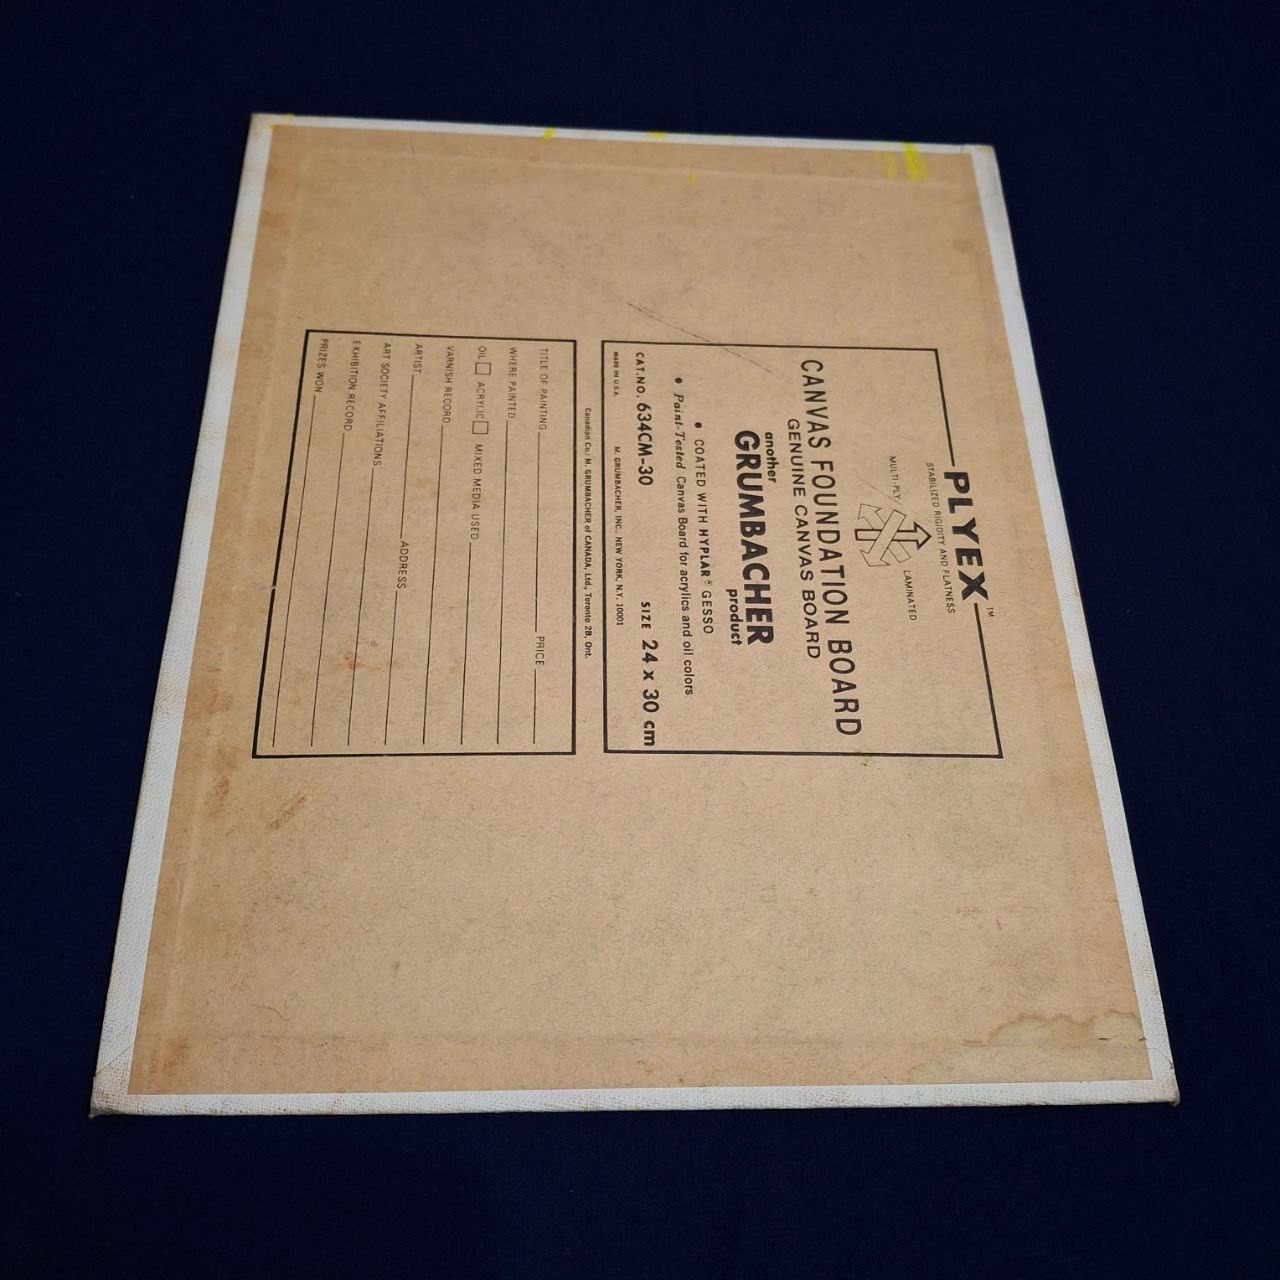 PLYEX™
STABILIZED RIGIDITY AND FLATNESS
MULTI-PLY LAMINATED
CANVAS FOUNDATION BOARD
GENUINE CANVAS BOARD
another
GRUMBACHER
product
• COATED WITH HYPLAR® GESSO
• Paint-Tested Canvas Board for acrylics and oil colors
CAT. NO. 634CM-30 SIZE 24 x 30 cm
MADE IN U.S.A. M. GRUMBACHER, INC. NEW YORK, N.Y. 10001
Canadian Co.: M. GRUMBACHER of CANADA, Ltd., Toronto 2B, Ont.
TITLE OF PAINTING PRICE
WHERE PAINTED
OIL ACRYLIC MIXED MEDIA USED
VARNISH RECORD
ARTIST ADDRESS
ART SOCIETY AFFILIATIONS
EXHIBITION RECORD
PRIZES WON